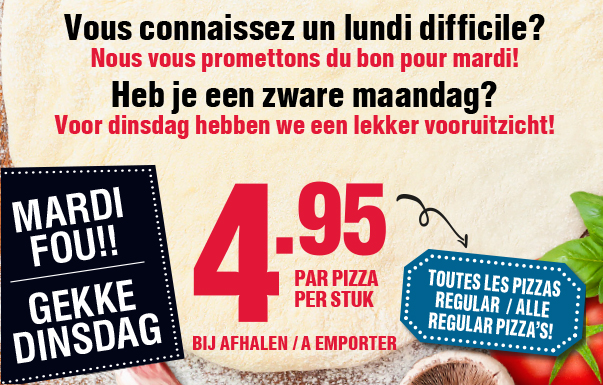 Vous connaissez un lundi difficile?
Nous vous promettons du bon pour mardi!
Heb je een zware maandag?
Voor dinsdag hebben we een lekker vooruitzicht!
MARDI
FOU!!
GEKKE
DINSDAG
4.95
PAR PIZZA
PER STUK
BIJ AFHALEN / A EMPORTER
TOUTES LES PIZZAS
REGULAR / ALLE
REGULAR PIZZA'S!